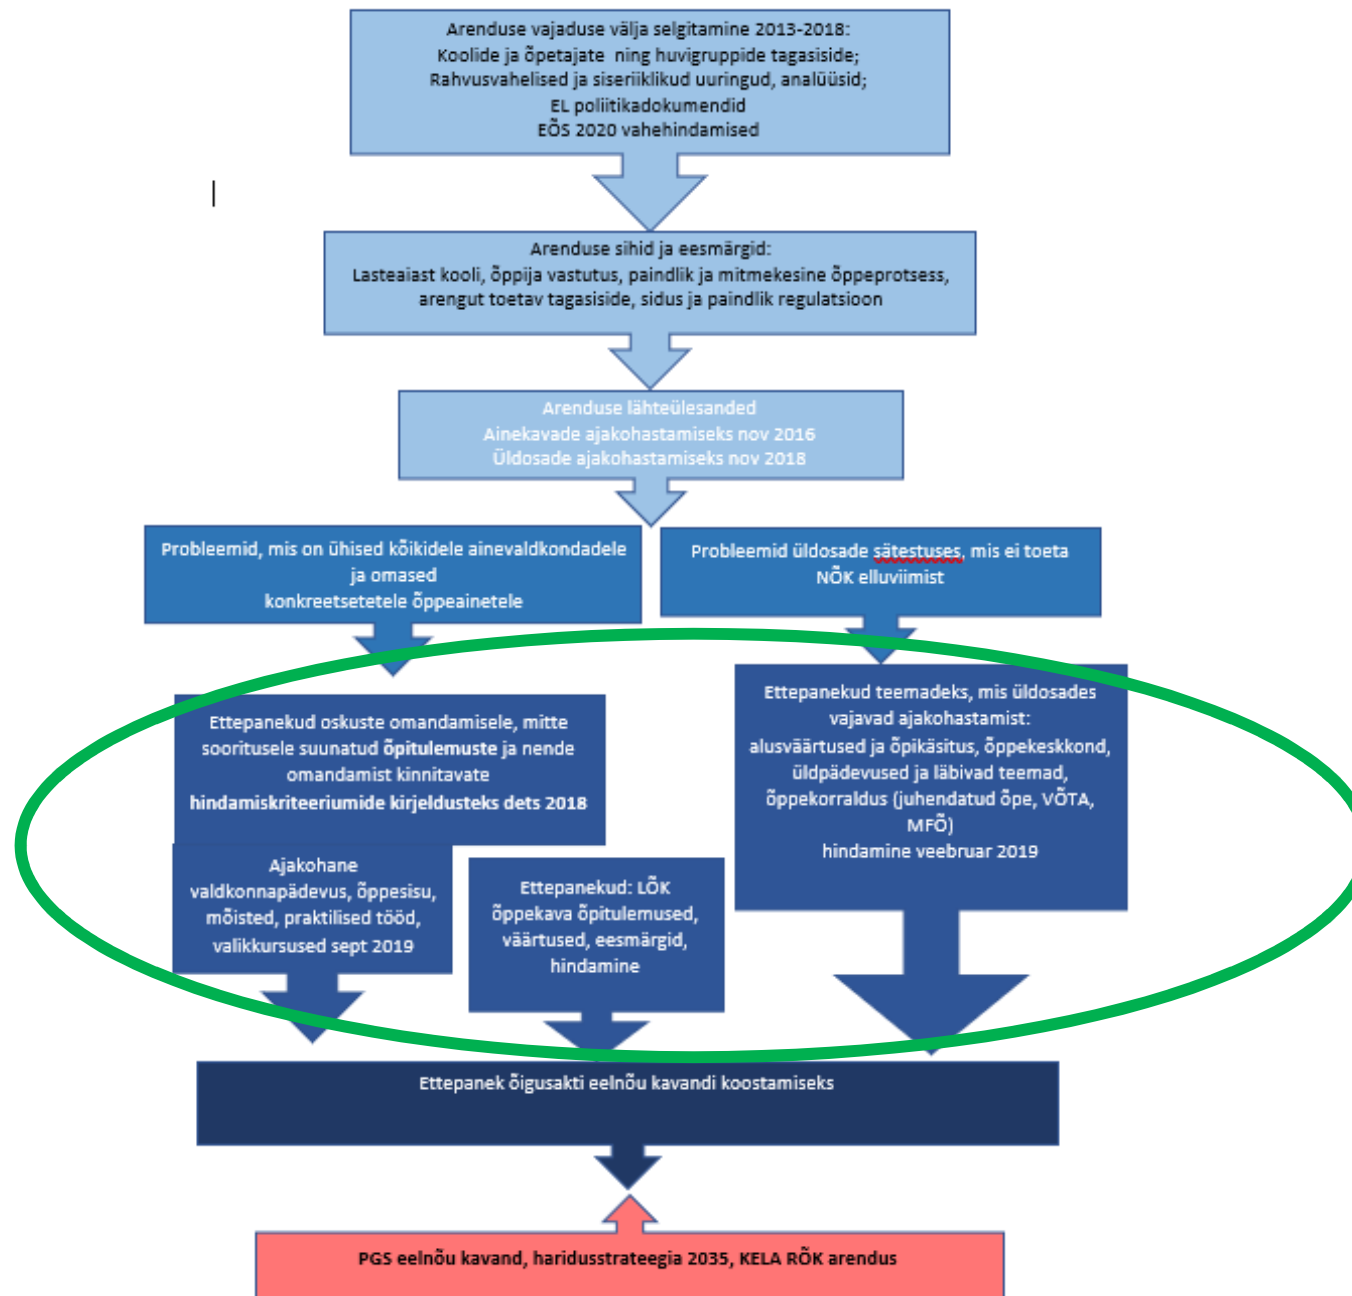 Arenduse vajaduse välja selgitamine 2013-2018:
Koolide ja õpetajate ning huvigruppide tagasiside;
Rahvusvahelised ja siseriiklikud uuringud, analüüsid;
EL poliitikadokumendid
EÕS 2020 vahehindamised
Arenduse sihid ja eesmärgid:
Lasteaiast kooli, õppija vastutus, paindlik ja mitmekesine õppeprotsess,
arengut toetav tagasiside, sidus ja paindlik regulatsioon
Arenduse lähteülesanded
Ainekavade ajakohastamiseks nov 2016
Üldosade ajakohastamiseks nov 2018
Probleemid, mis on ühised kõikidele ainevaldkondadele
ja omased
konkreetsetetele õppeainetele
Probleemid üldosade sätestuses, mis ei toeta
NÕK elluviimist
Ettepanekud oskuste omandamisele, mitte
sooritusele suunatud õpitulemuste ja nende
omandamist kinnitavate
hindamiskriteeriumide kirjeldusteks dets 2018
Ettepanekud teemadeks, mis üldosades
vajavad ajakohastamist:
alusväärtused ja õpikäsitus, õppekeskkond,
üldpädevused ja läbivad teemad,
õppekorraldus (juhendatud õpe, VÕTA,
MFÕ)
hindamine veebruar 2019
Ajakohane
valdkonnapädevus, õppesisu,
mõisted, praktilised tööd,
valikkursused sept 2019
Ettepanekud: LÕK
õppekava õpitulemused,
väärtused, eesmärgid,
hindamine
Ettepanek õigusakti eelnõu kavandi koostamiseks
PGS eelnõu kavand, haridusstrateegia 2035, KELA RÕK arendus